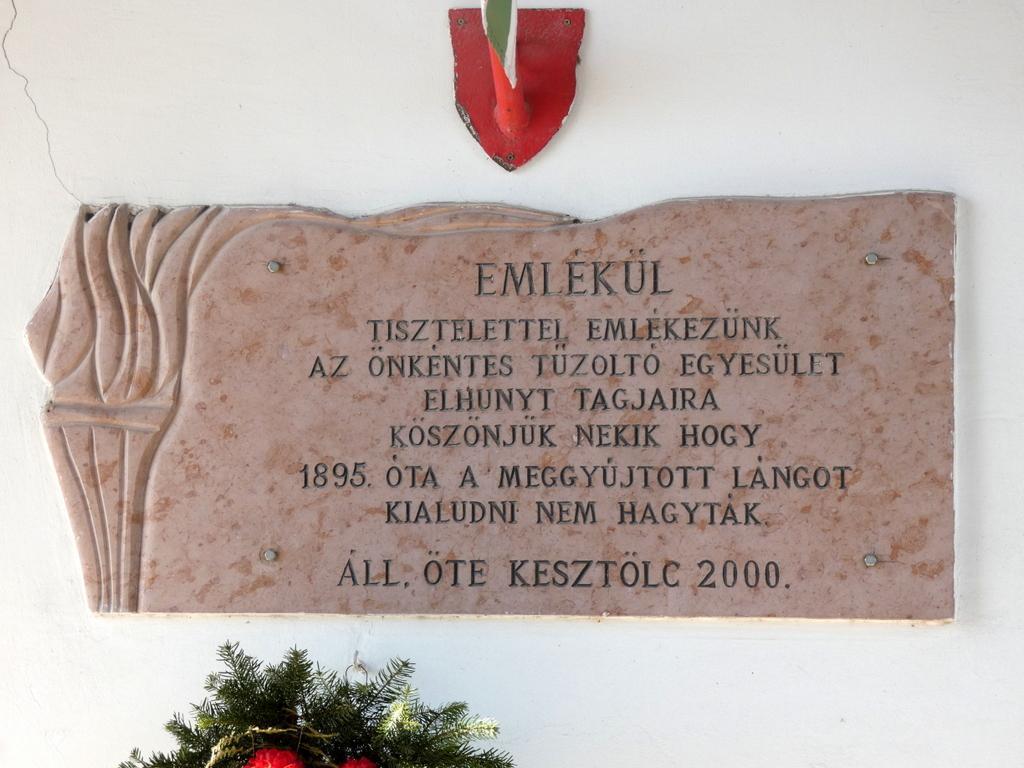 EMLÉKÜL
TISZTELETTEL EMLÉKEZÜNK
AZ ÖNKÉNTES TŰZOLTÓ EGYESÜLET
ELHUNYT TAGJAIRA
KÖSZÖNJÜK NEKIK HOGY
1895. ÓTA A MEGGYÚJTOTT LÁNGOT
KIALUDNI NEM HAGYTÁK.
ÁLL. ÖTE KESZTÖLC 2000.